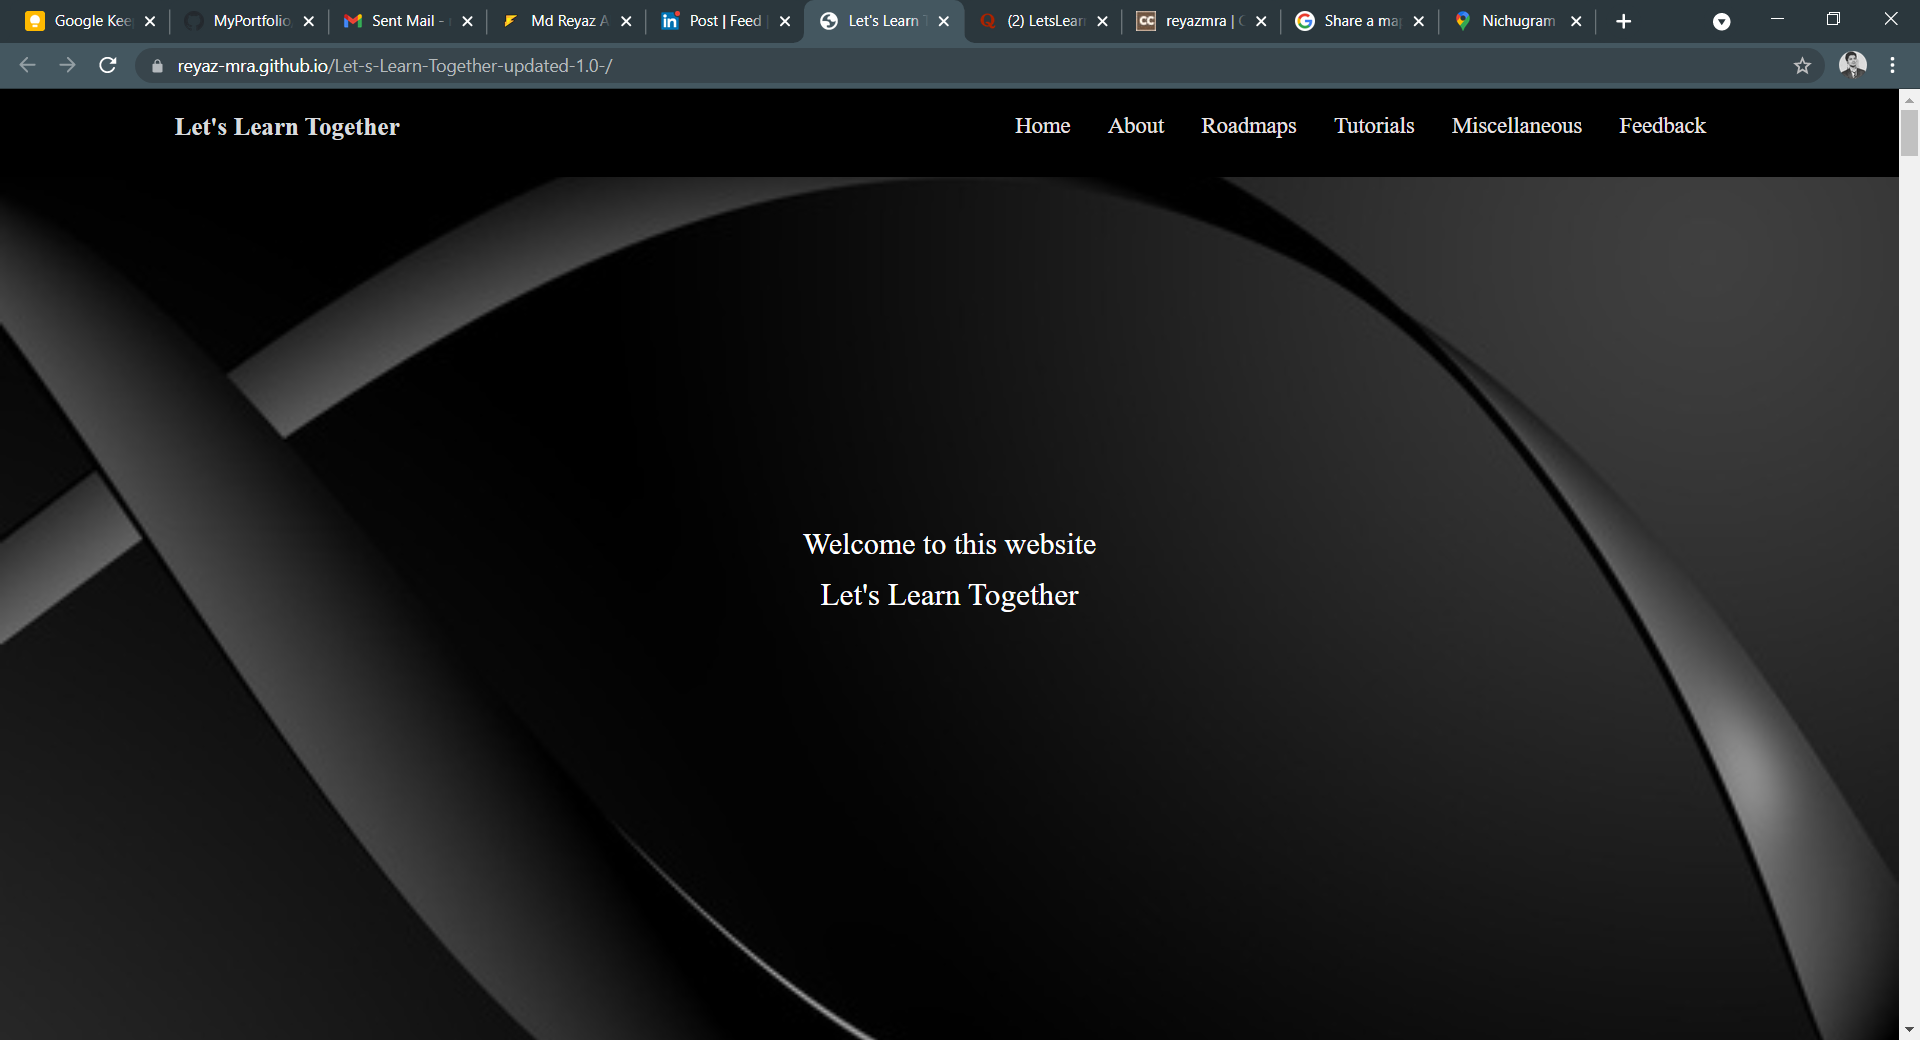 Google Kee MyPortfolio Sent Mail - Md Reyaz A Post | Feed Let's Learn (2) LetsLear reyazmra | Share a ma Nichugram
reyaz-mra.github.io/Let-s-Learn-Together-updated-1.0-/
Let's Learn Together Home About Roadmaps Tutorials Miscellaneous Feedback
Welcome to this website
Let's Learn Together